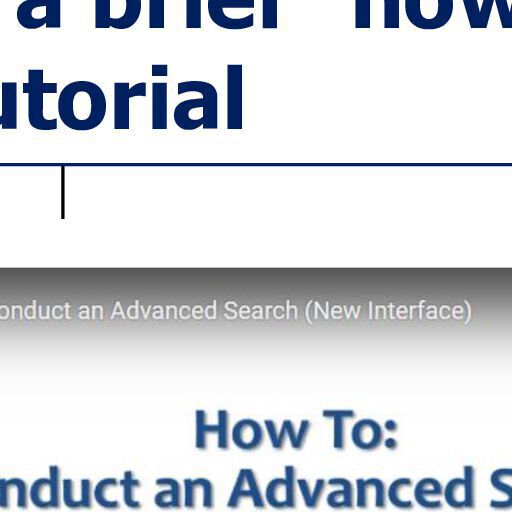 a brief "how
utorial
onduct an Advanced Search (New Interface)
How To:
nduct an Advanced S